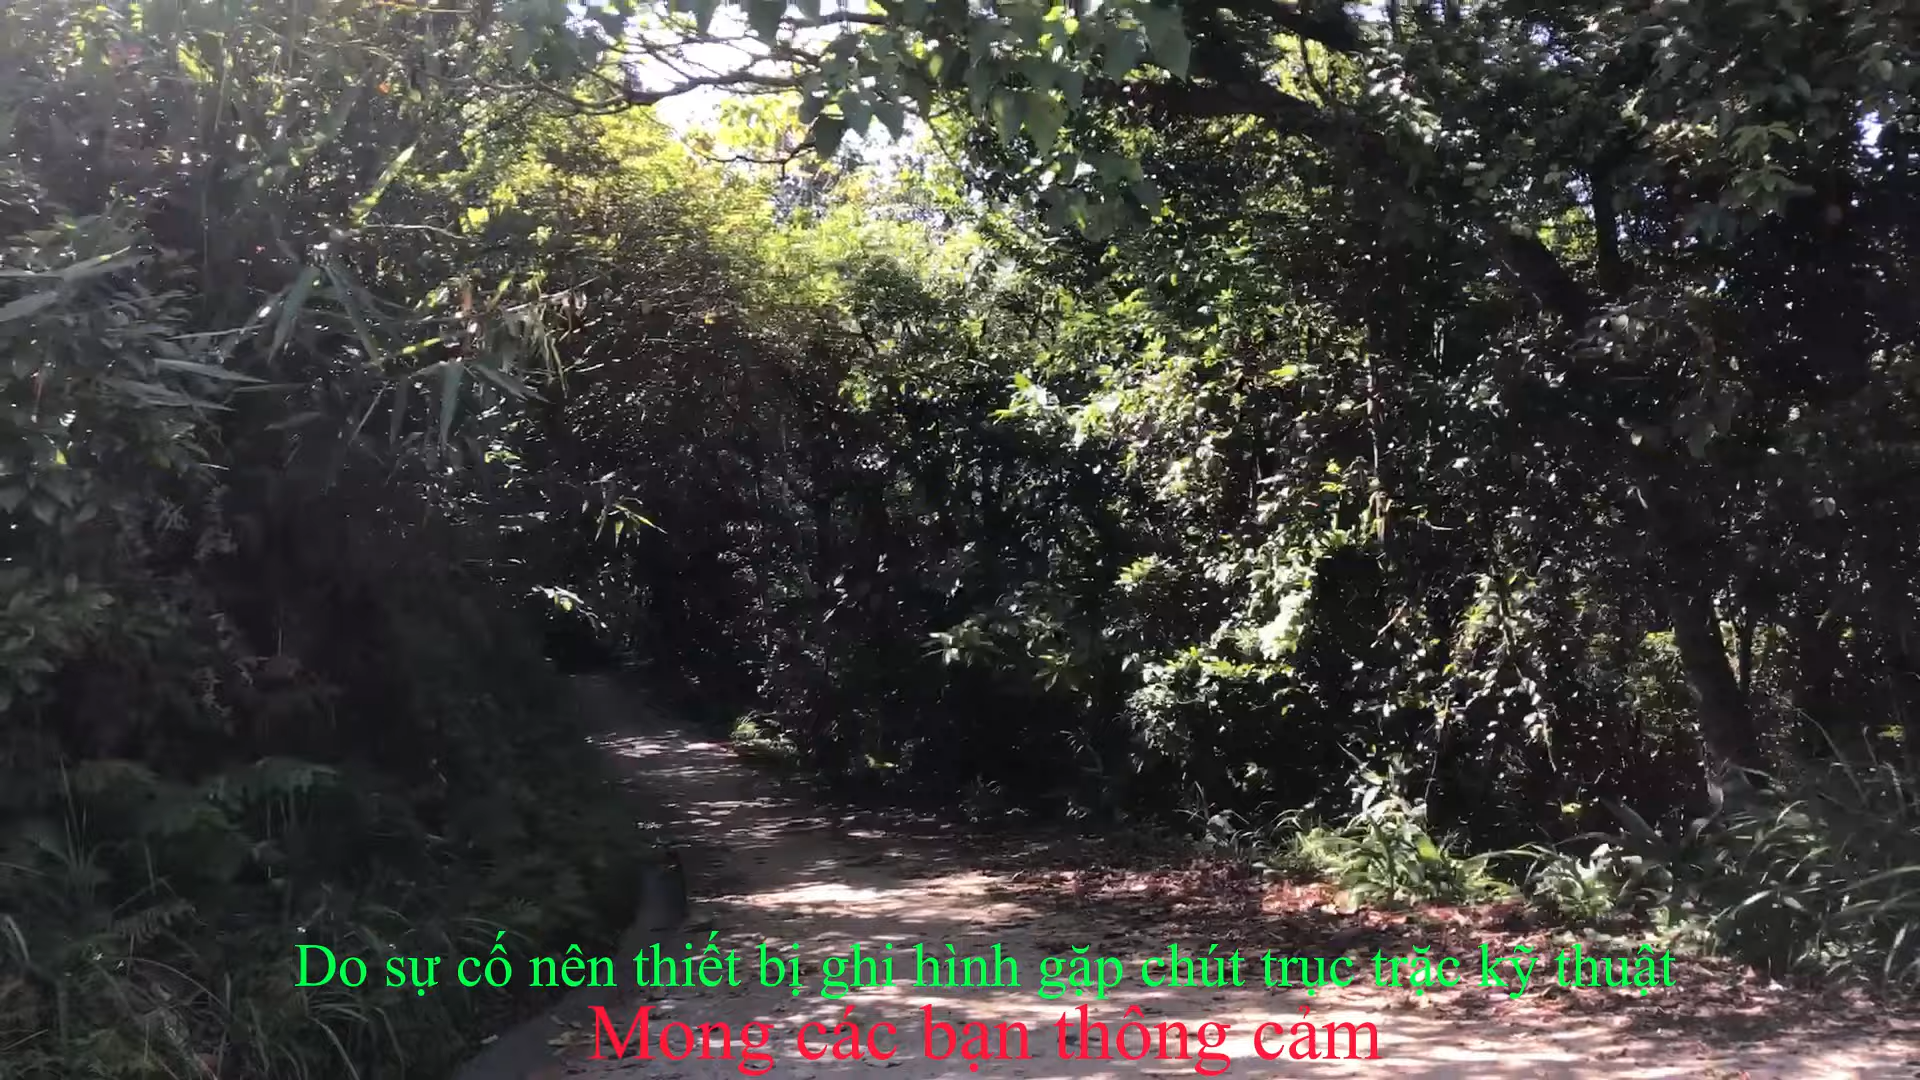 Do sự cố nên thiết bị ghi hình gặp chút trục trặc kỹ thuật
Mong các bạn thông cảm